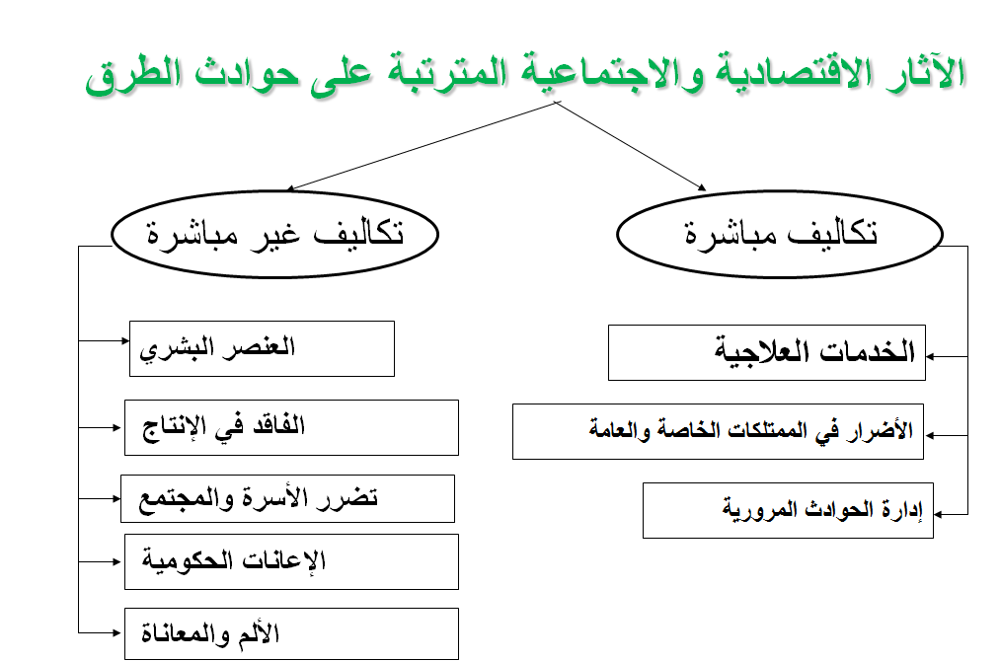 الآثار الاقتصادية والاجتماعية المترتبة على حوادث الطرق
تكاليف مباشرة
الخدمات العلاجية
الأضرار في الممتلكات الخاصة والعامة
إدارة الحوادث المرورية
تكاليف غير مباشرة
العنصر البشري
الفاقد في الإنتاج
تضرر الأسرة والمجتمع
الإعانات الحكومية
الألم والمعاناة